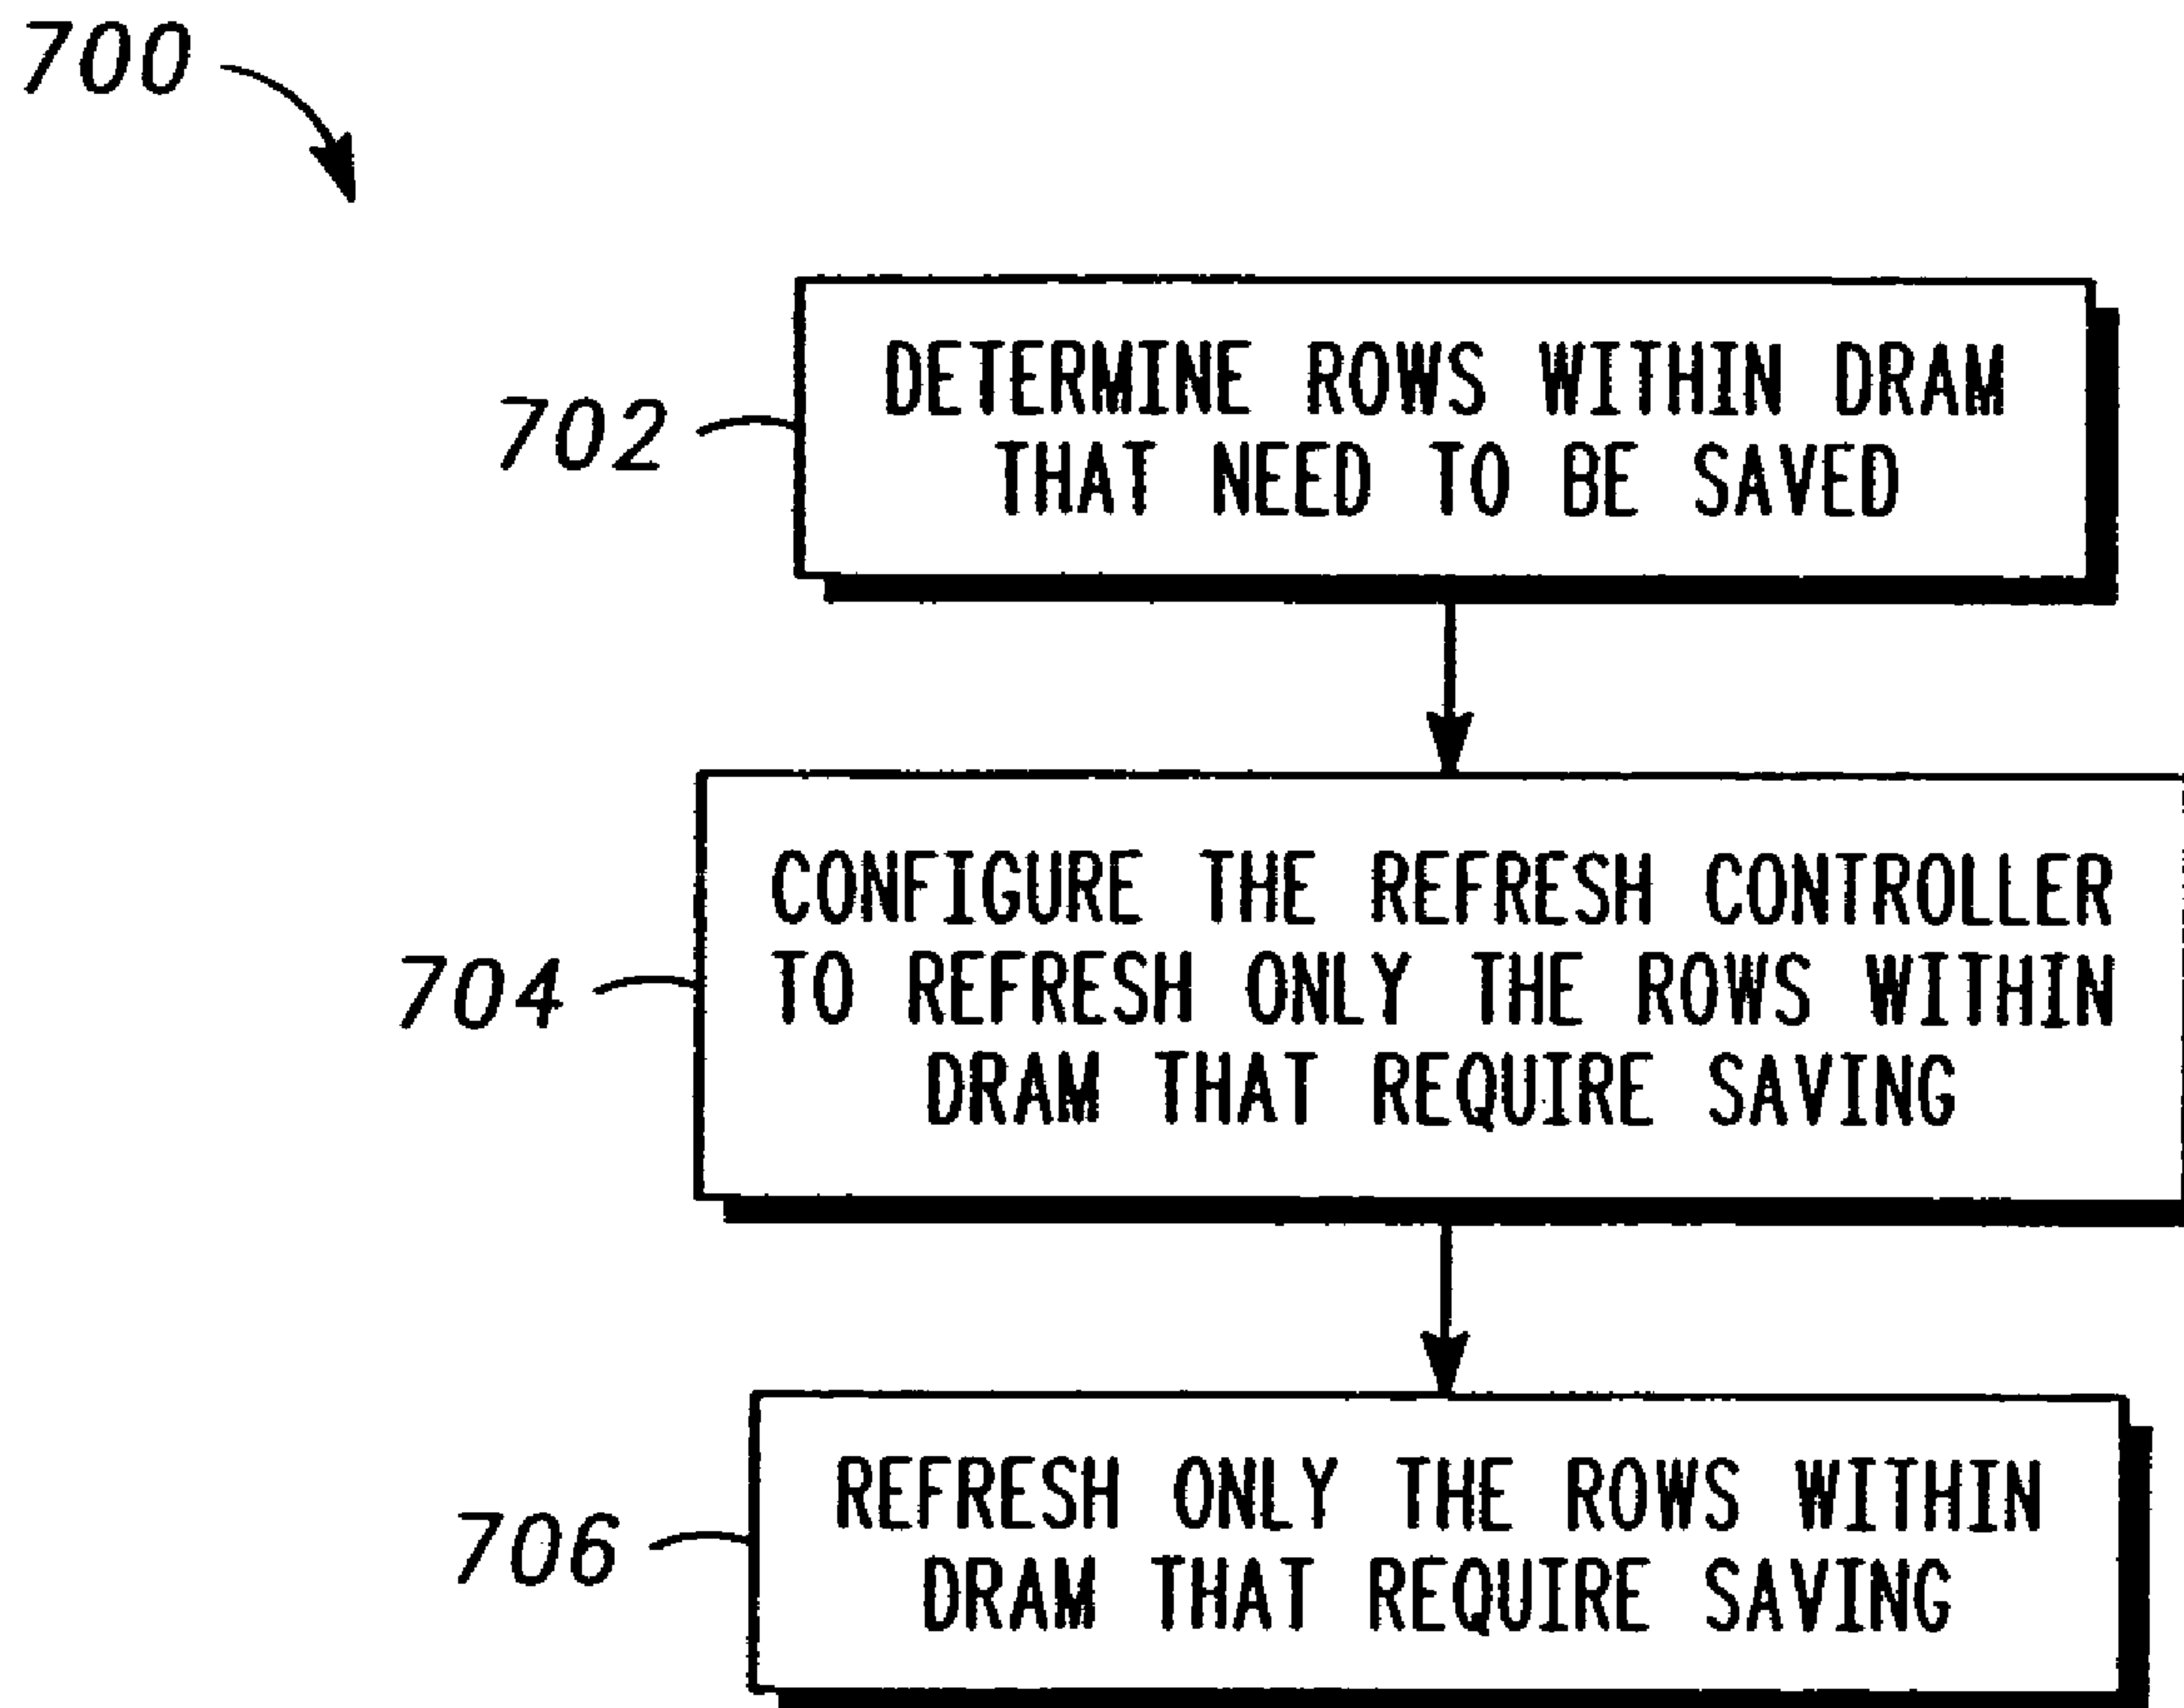 700
702
DETERMINE ROWS WITHIN DRAM
THAT NEED TO BE SAVED
704
CONFIGURE THE REFRESH CONTROLLER
TO REFRESH ONLY THE ROWS WITHIN
DRAM THAT REQUIRE SAVING
706
REFRESH ONLY THE ROWS WITHIN
DRAM THAT REQUIRE SAVING